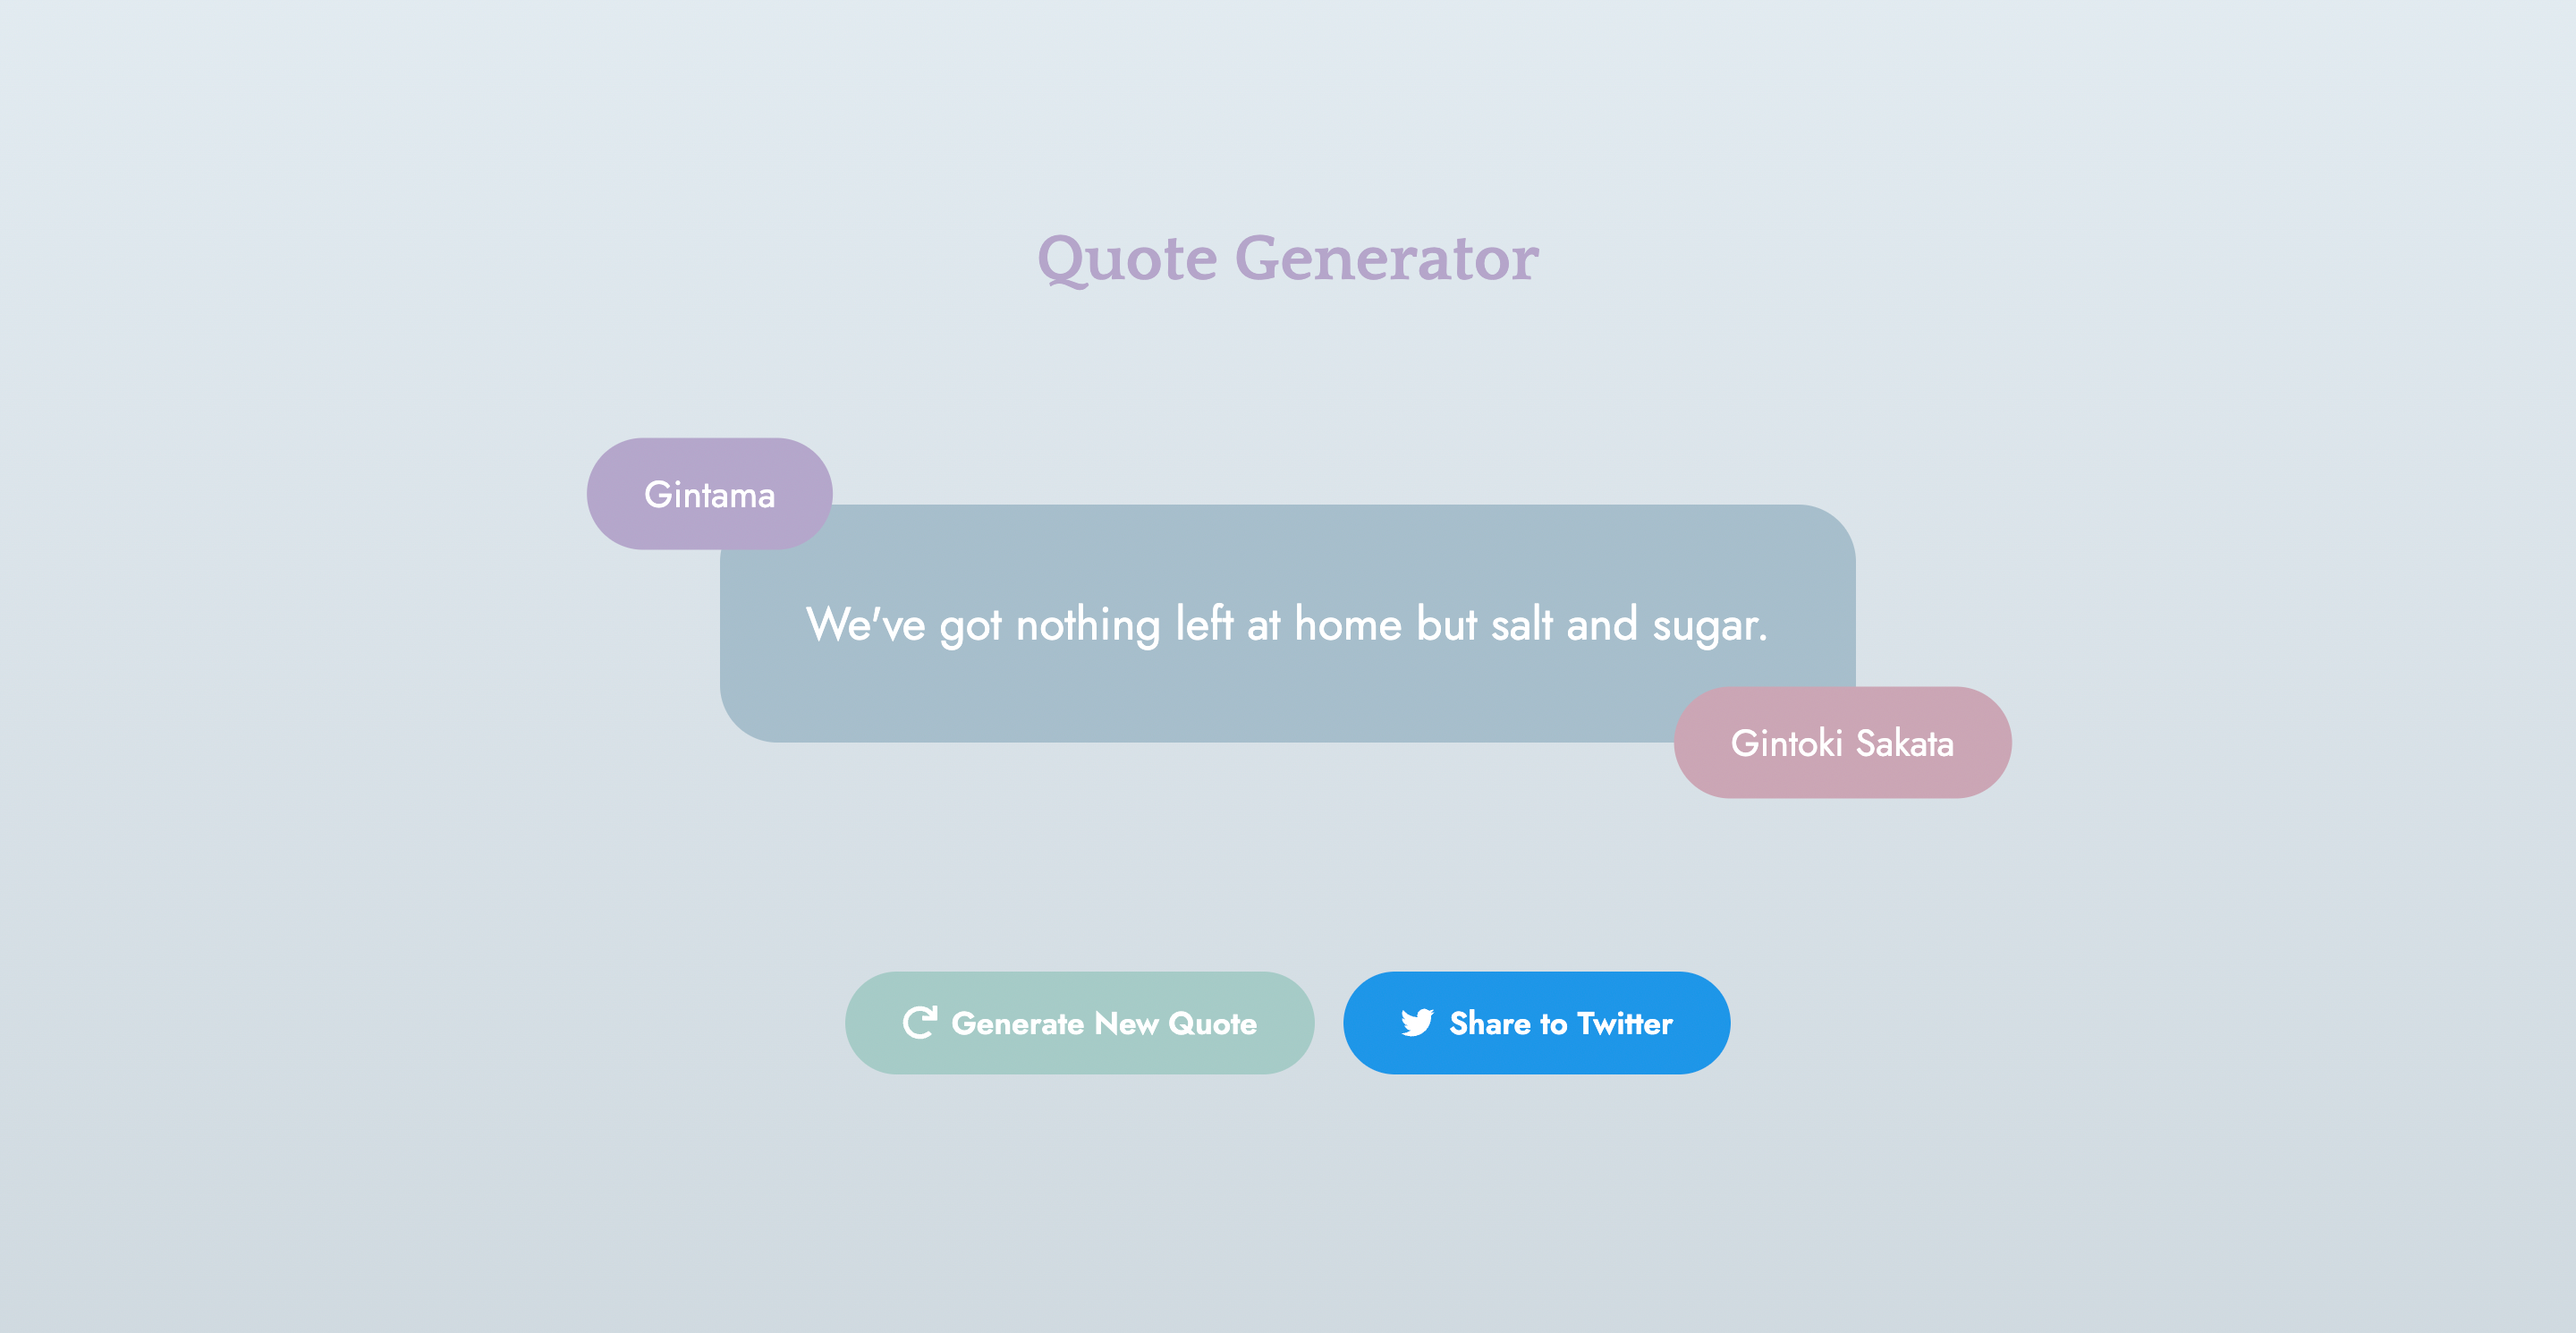 Quote Generator
Gintama
We've got nothing left at home but salt and sugar.
Gintoki Sakata
Generate New Quote
Share to Twitter